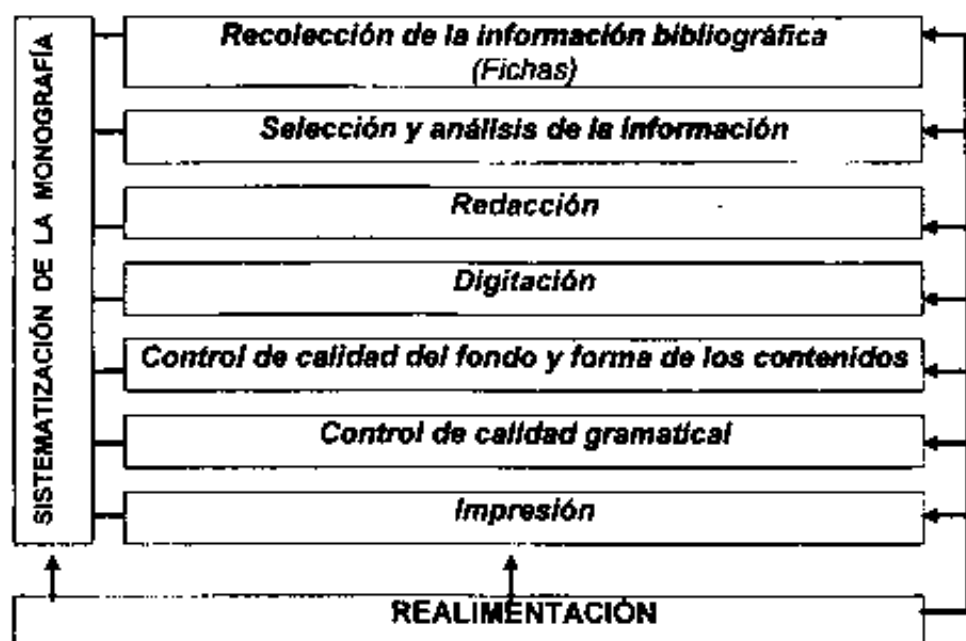 SISTEMATIZACIÓN DE LA MONOGRAFÍA
Recolección de la información bibliográfica
(Fichas)
Selección y análisis de la información
Redacción
Digitación
Control de calidad del fondo y forma de los contenidos
Control de calidad gramatical
Impresión
REALIMENTACIÓN